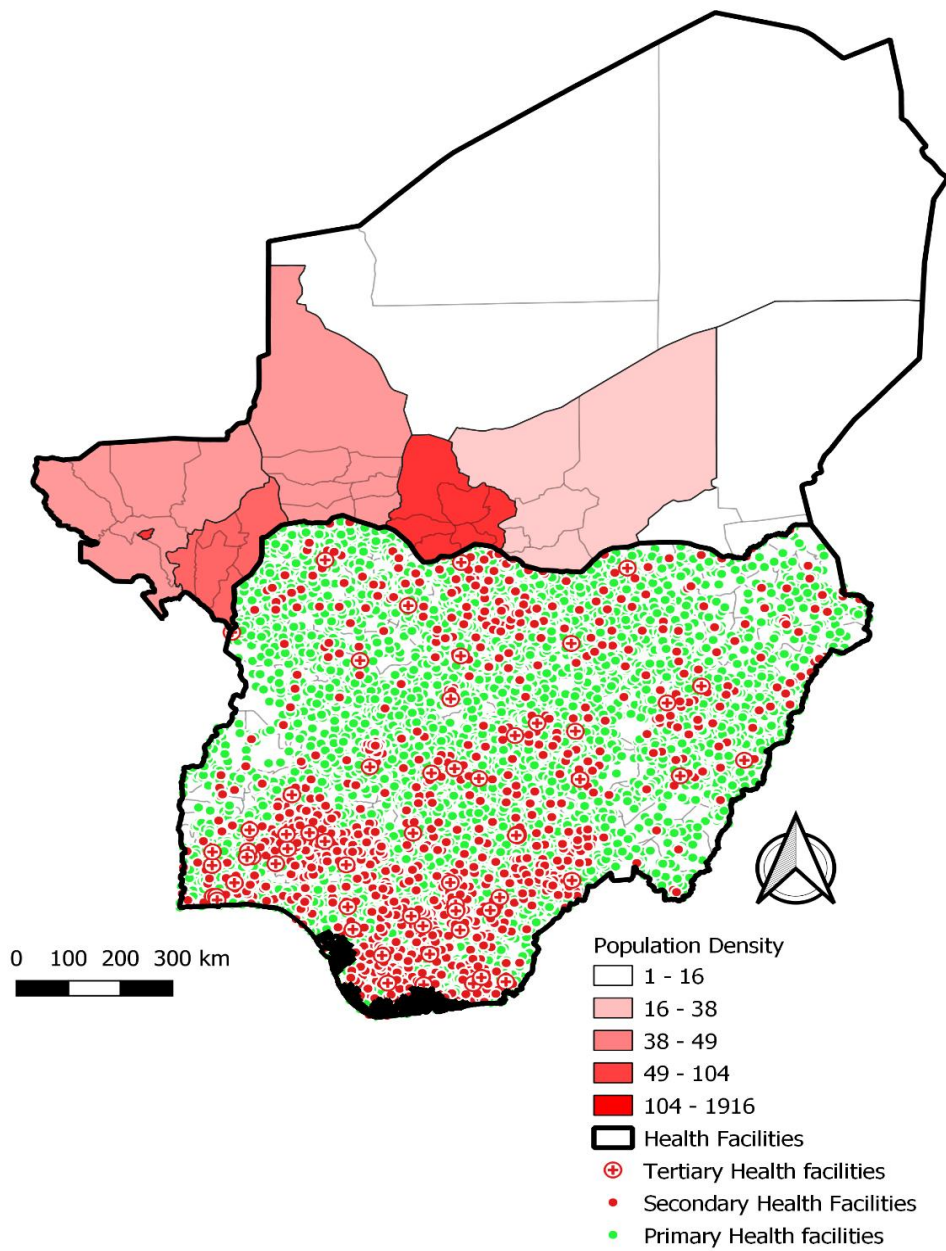 0 100 200 300 km
Population Density
1 - 16
16 - 38
38 - 49
49 - 104
104 - 1916
Health Facilities
Tertiary Health facilities
Secondary Health Facilities
Primary Health facilities